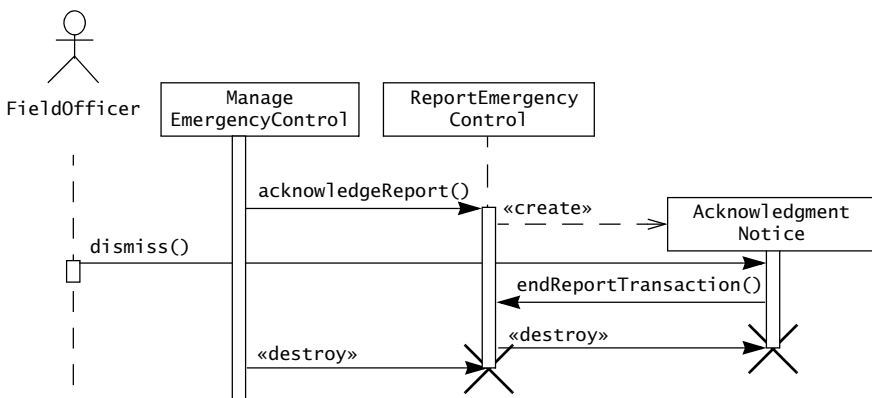 FieldOfficer
Manage
EmergencyControl
ReportEmergency
Control
acknowledgeReport()
«create»
Acknowledgment
Notice
dismiss()
endReportTransaction()
«destroy»
«destroy»